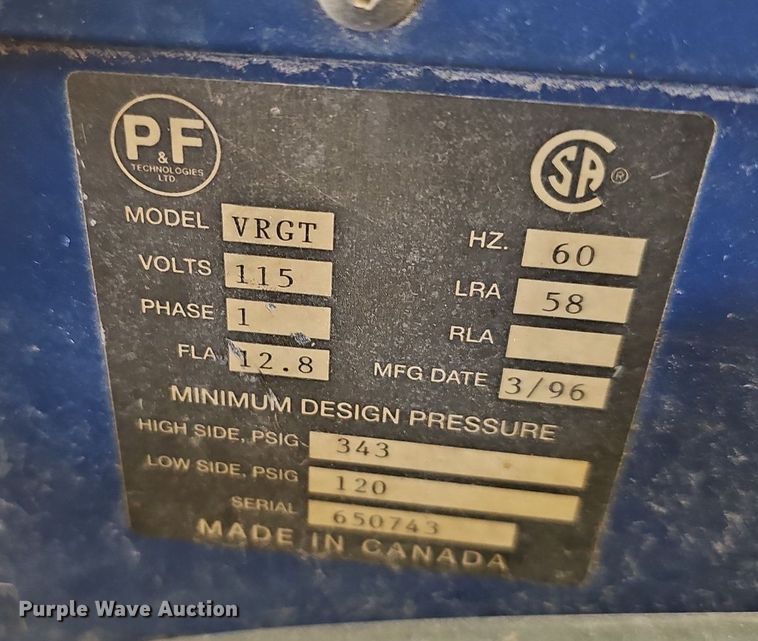 P&F
TECHNOLOGIES
LTD.
SA ®
MODEL VRGT
VOLTS 115
PHASE 1
FLA 12.8
HZ. 60
LRA 58
RLA
MFG DATE 3/96
MINIMUM DESIGN PRESSURE
HIGH SIDE, PSIG 343
LOW SIDE, PSIG 120
SERIAL 650743
MADE IN CANADA
Purple Wave Auction